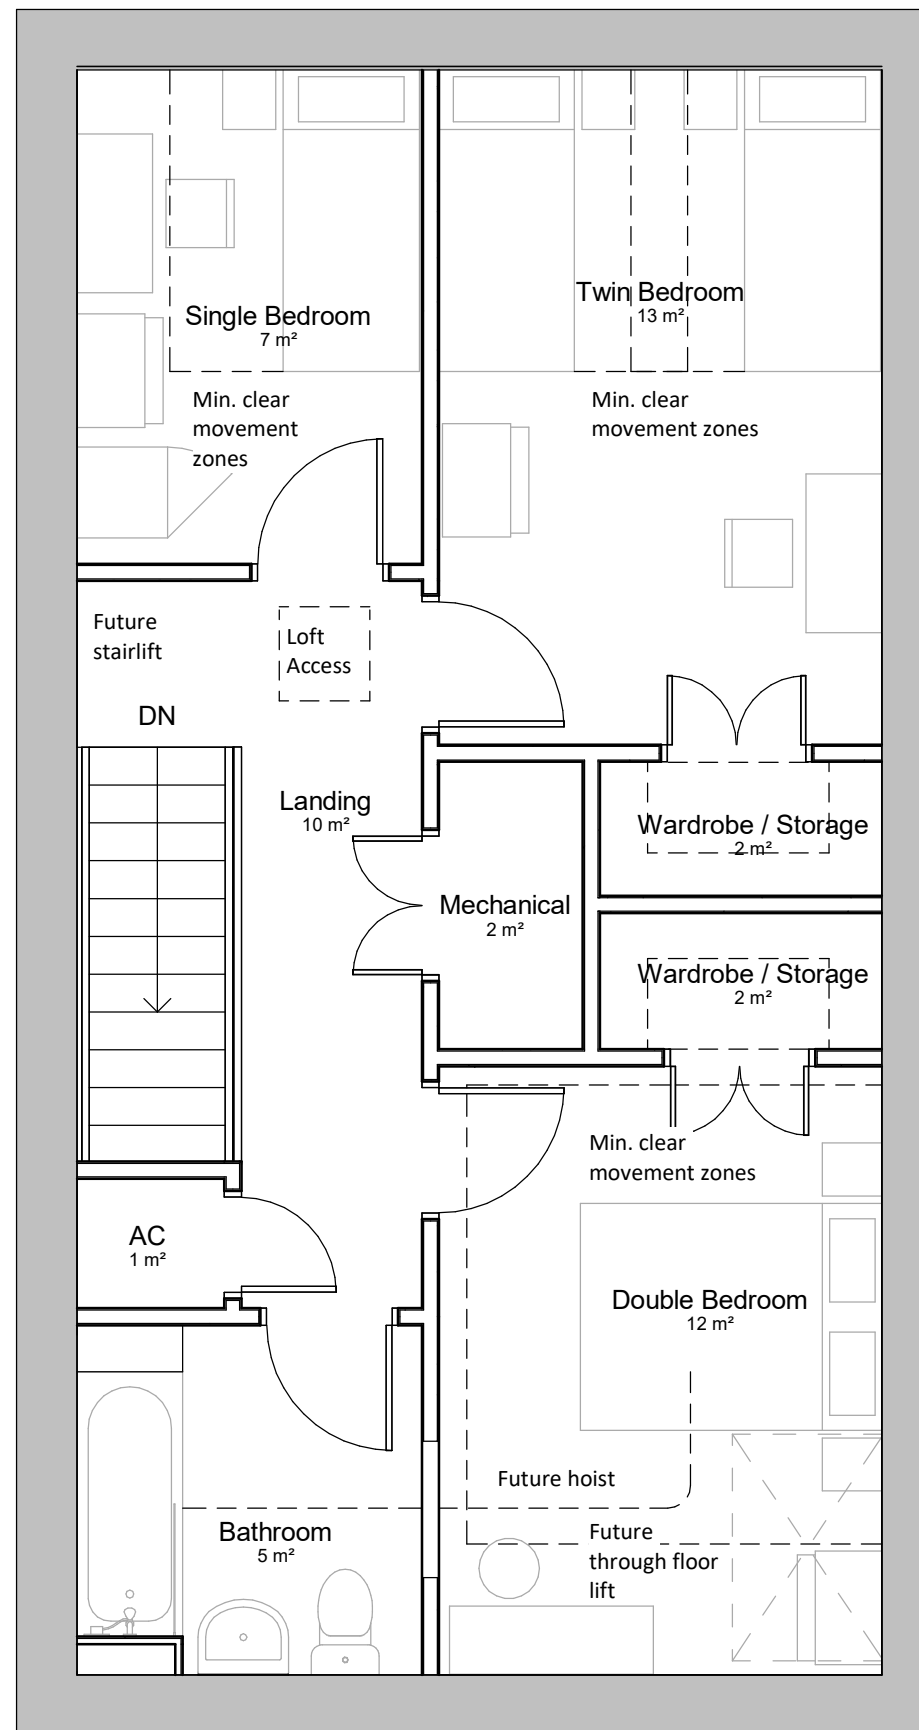 Single Bedroom
7 m²
Min. clear
movement
zones
Twin Bedroom
13 m²
Min. clear
movement zones
Future
stairlift
Loft
Access
DN
Landing
10 m²
Wardrobe / Storage
2 m²
Mechanical
2 m²
Wardrobe / Storage
2 m²
Min. clear
movement zones
AC
1 m²
Double Bedroom
12 m²
Future hoist
Bathroom
5 m²
Future
through floor
lift